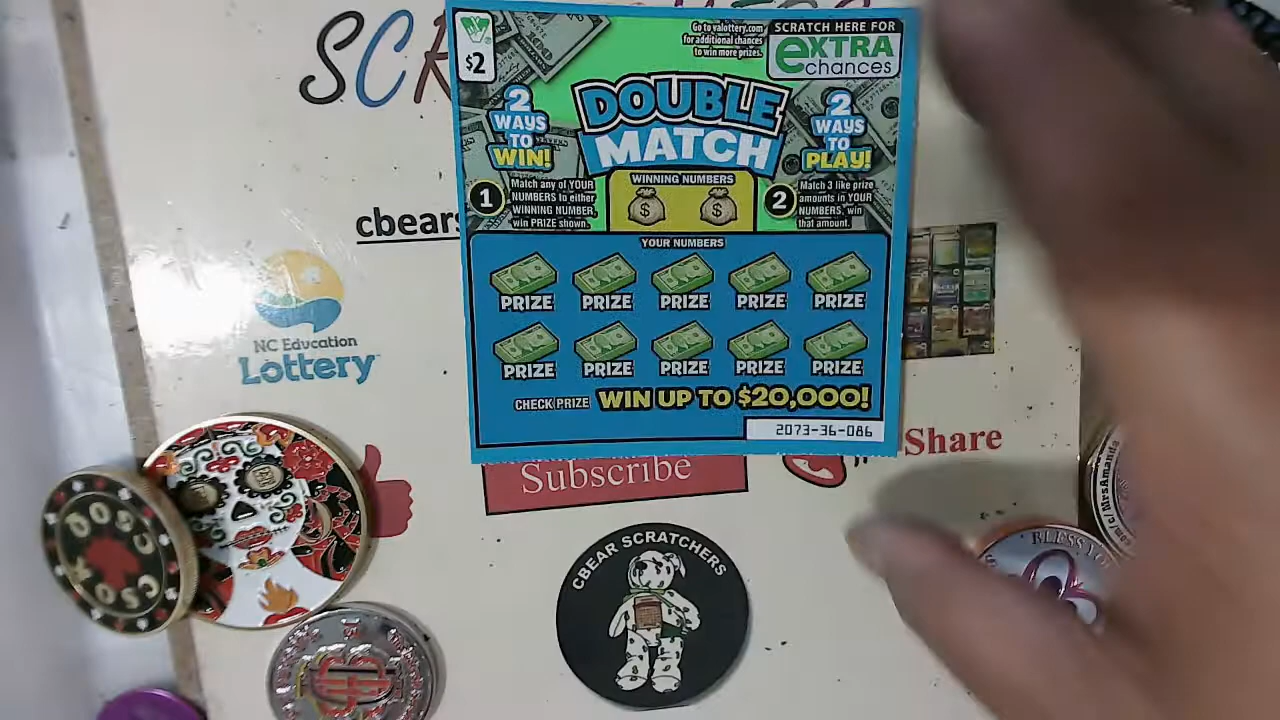 $2
Go to valottery.com
for additional chances
to win more prizes.
SCRATCH HERE FOR
eXTRA
chances
2
WAYS
TO
WIN!
DOUBLE
MATCH
2
WAYS
TO
PLAY!
1
Match any of YOUR
NUMBERS to either
WINNING NUMBER,
win PRIZE shown.
WINNING NUMBERS
$ $
2
Match 3 like prize
amounts in YOUR
NUMBERS, win
that amount.
YOUR NUMBERS
PRIZE PRIZE PRIZE PRIZE PRIZE
PRIZE PRIZE PRIZE PRIZE PRIZE
CHECK PRIZE WIN UP TO $20,000!
2073-36-086
SCR
cbears
NC Education
Lottery
Subscribe
Share
CBEAR SCRATCHERS
com/c/MrsAmanda
BLESS YO